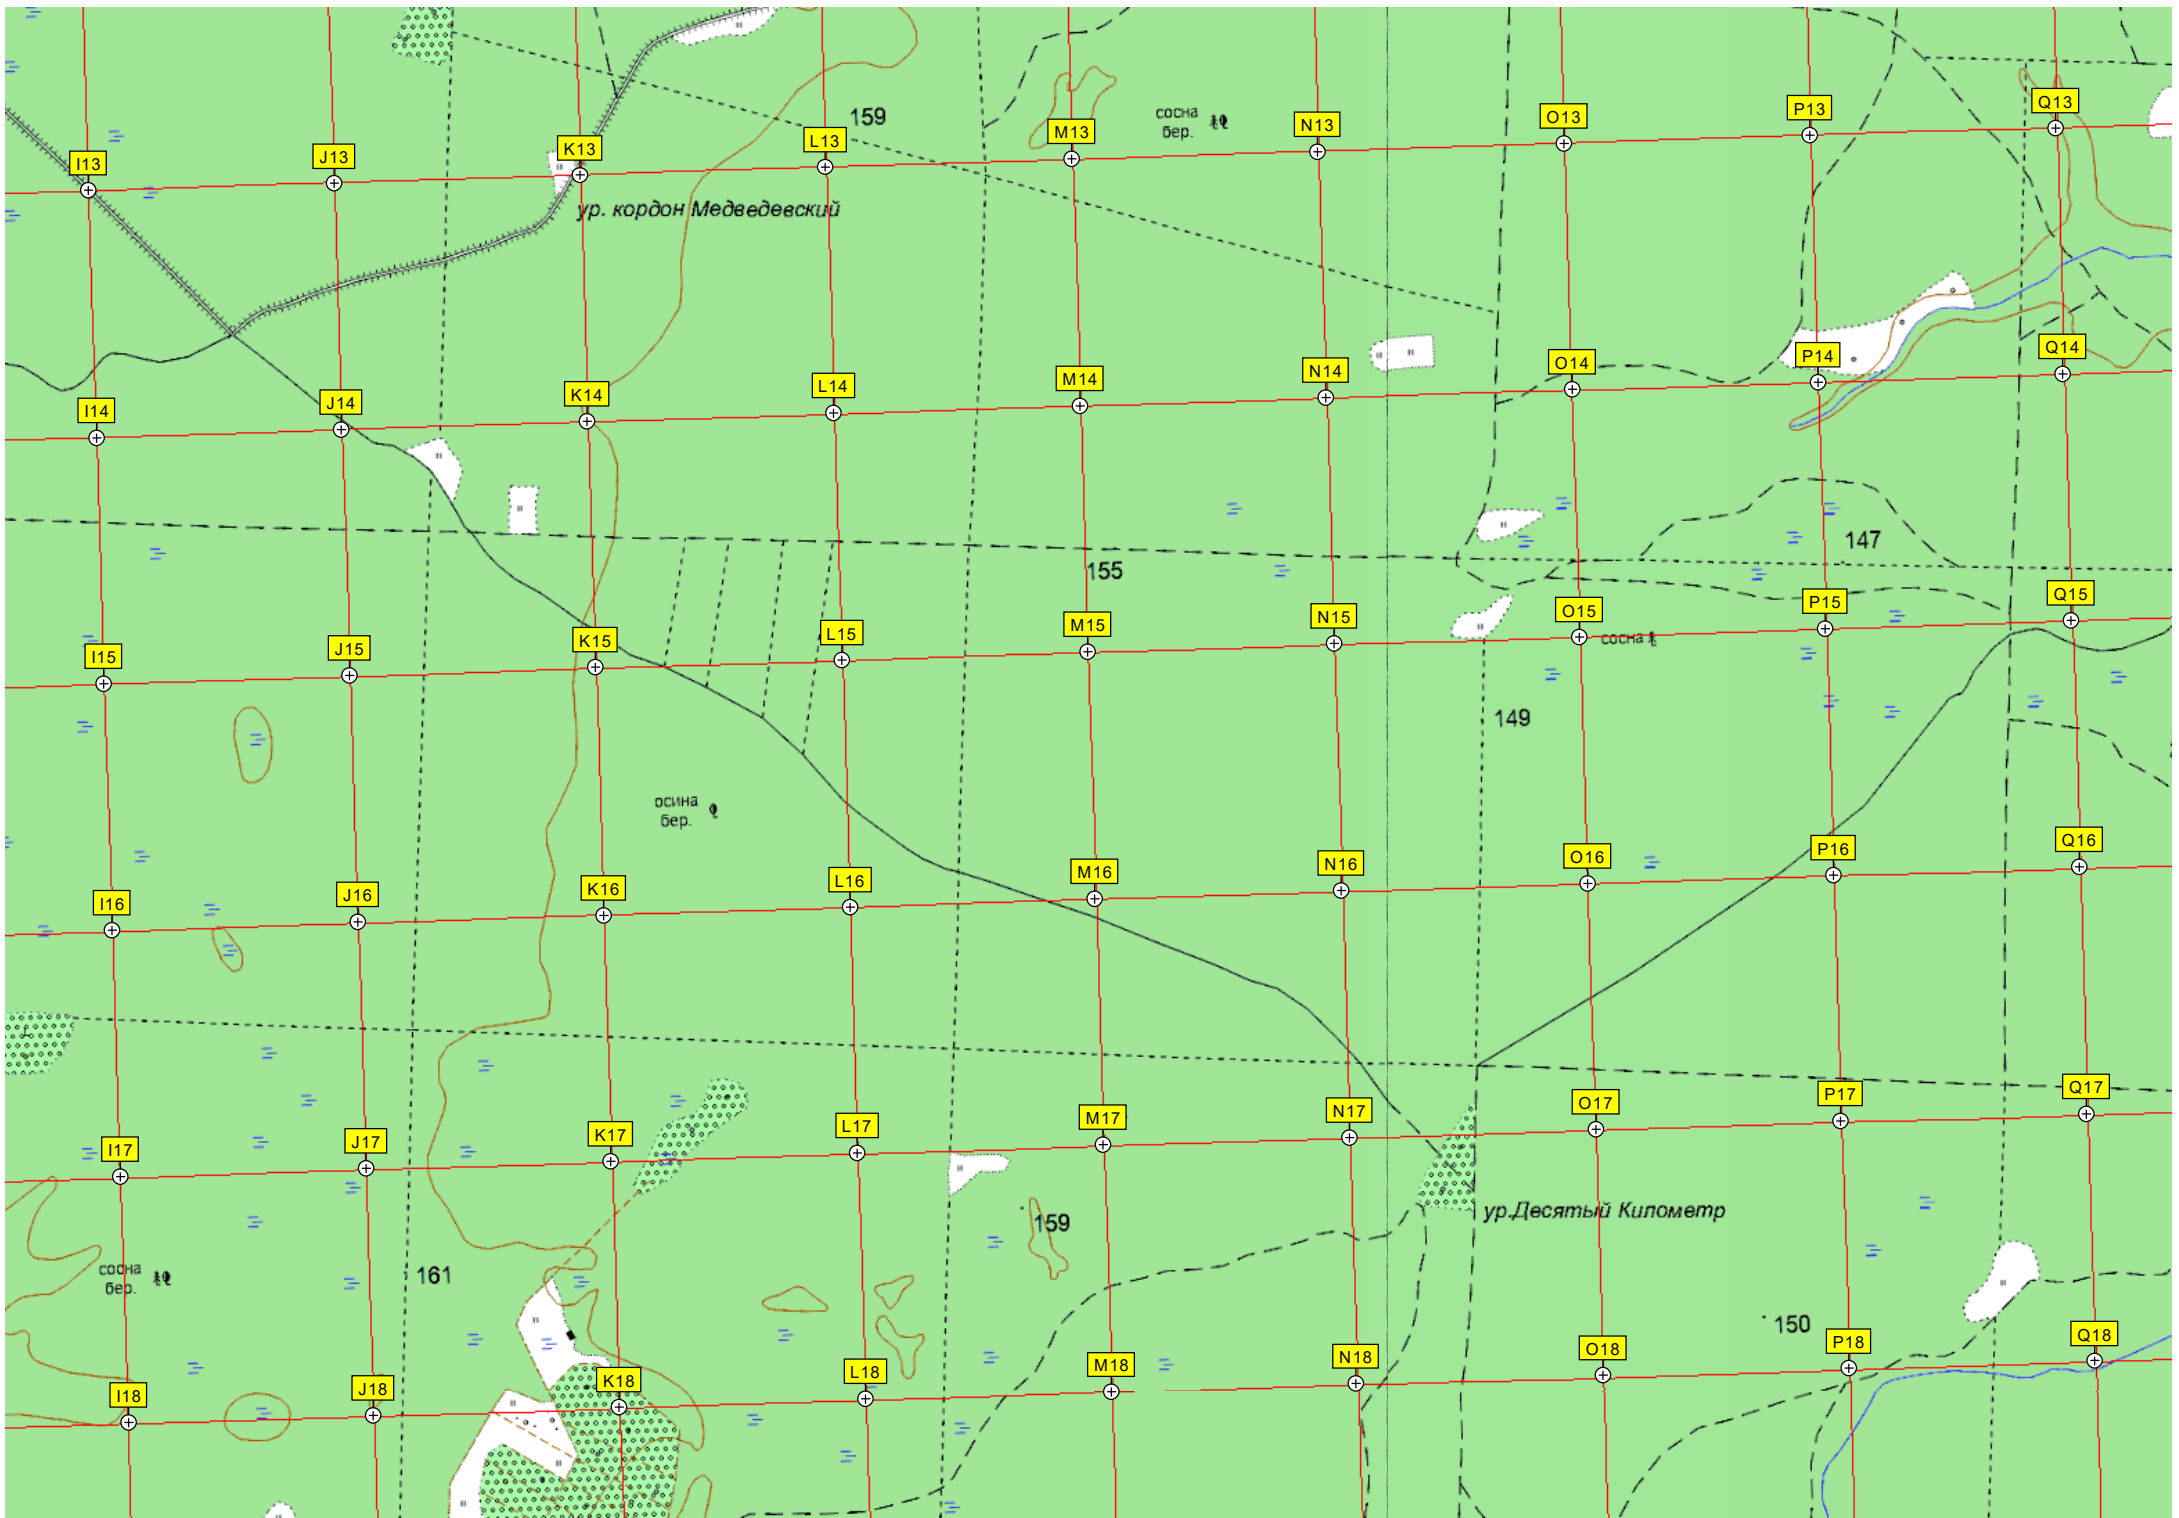 159
сосна
бер.
I13
J13
K13
L13
M13
N13
O13
P13
Q13
ур. кордон Медведевский
I14
J14
K14
L14
M14
N14
O14
P14
Q14
155
147
I15
J15
K15
L15
M15
N15
O15
сосна
P15
Q15
149
осина
бер.
I16
J16
K16
L16
M16
N16
O16
P16
Q16
I17
J17
K17
L17
M17
N17
O17
P17
Q17
159
ур.Десятый Километр
сосна
бер.
161
150
I18
J18
K18
L18
M18
N18
O18
P18
Q18